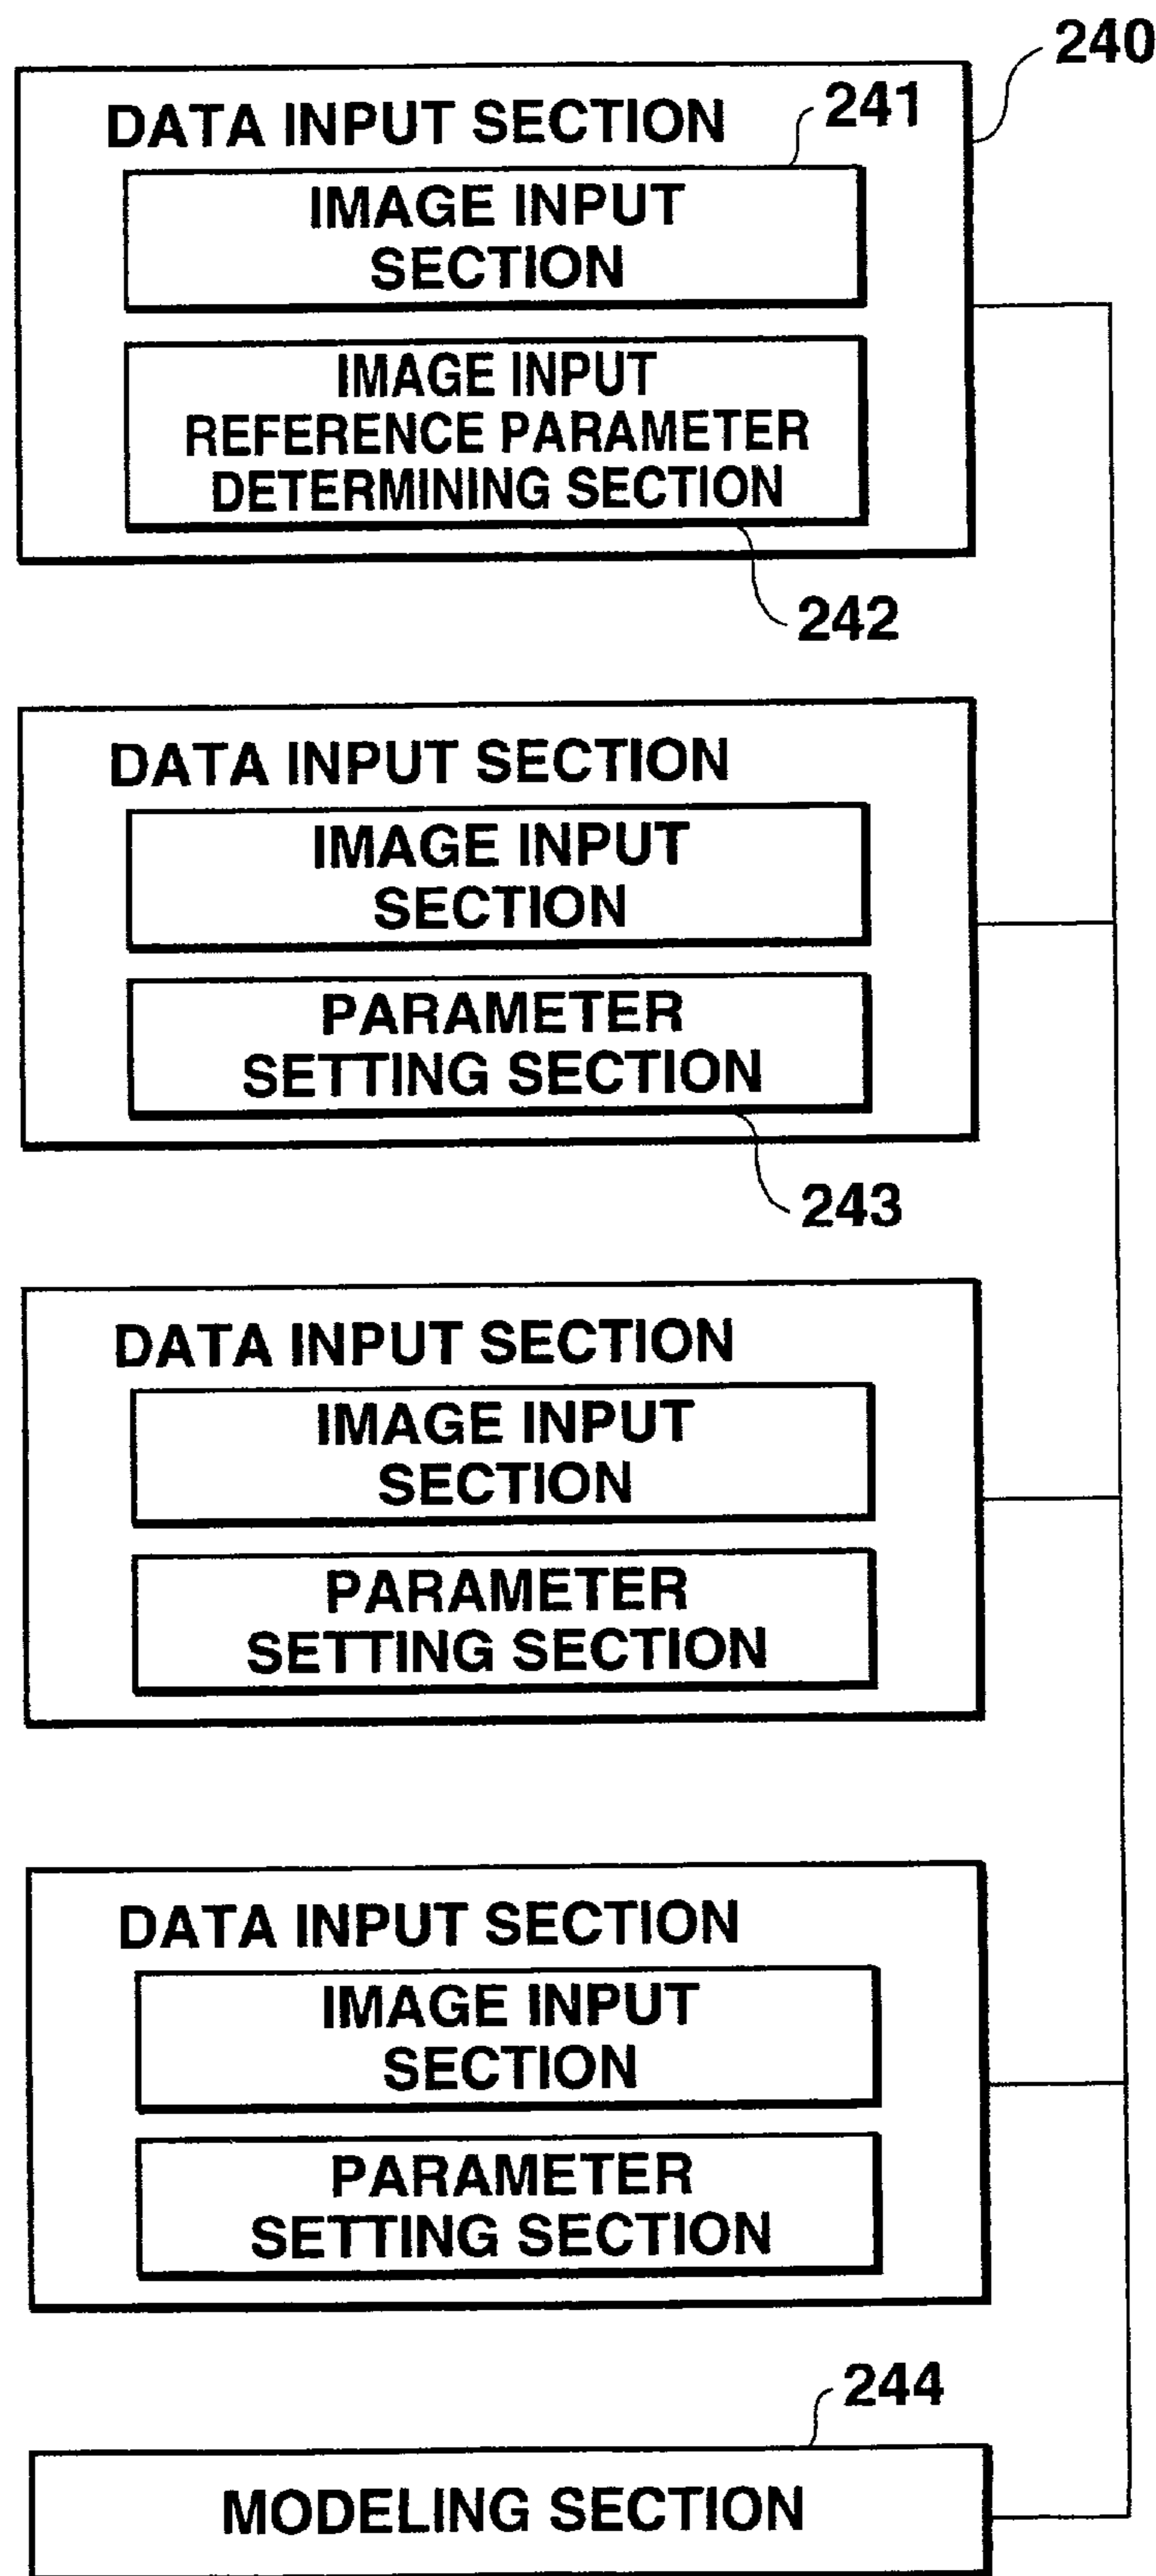 240
DATA INPUT SECTION
241
IMAGE INPUT
SECTION
IMAGE INPUT
REFERENCE PARAMETER
DETERMINING SECTION
242
DATA INPUT SECTION
IMAGE INPUT
SECTION
PARAMETER
SETTING SECTION
243
DATA INPUT SECTION
IMAGE INPUT
SECTION
PARAMETER
SETTING SECTION
DATA INPUT SECTION
IMAGE INPUT
SECTION
PARAMETER
SETTING SECTION
244
MODELING SECTION